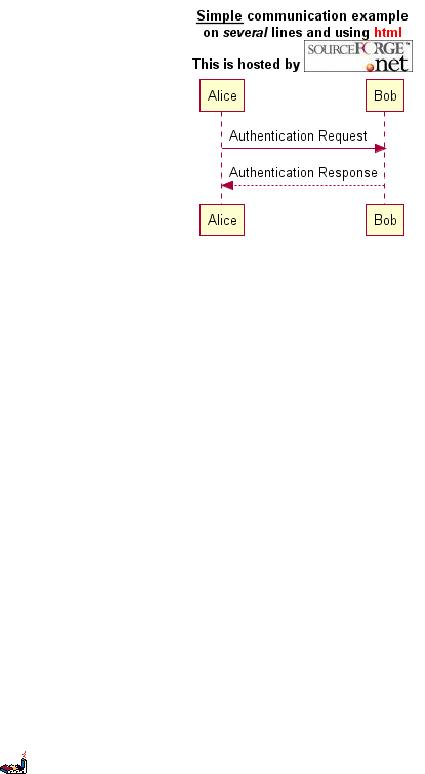 Simple communication example
on several lines and using html
This is hosted by SOURCEFORGE™.net
Alice Bob
Authentication Request
Authentication Response
Alice Bob